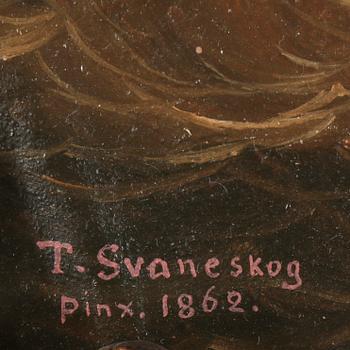 T. Svaneskog
pinx. 1862.